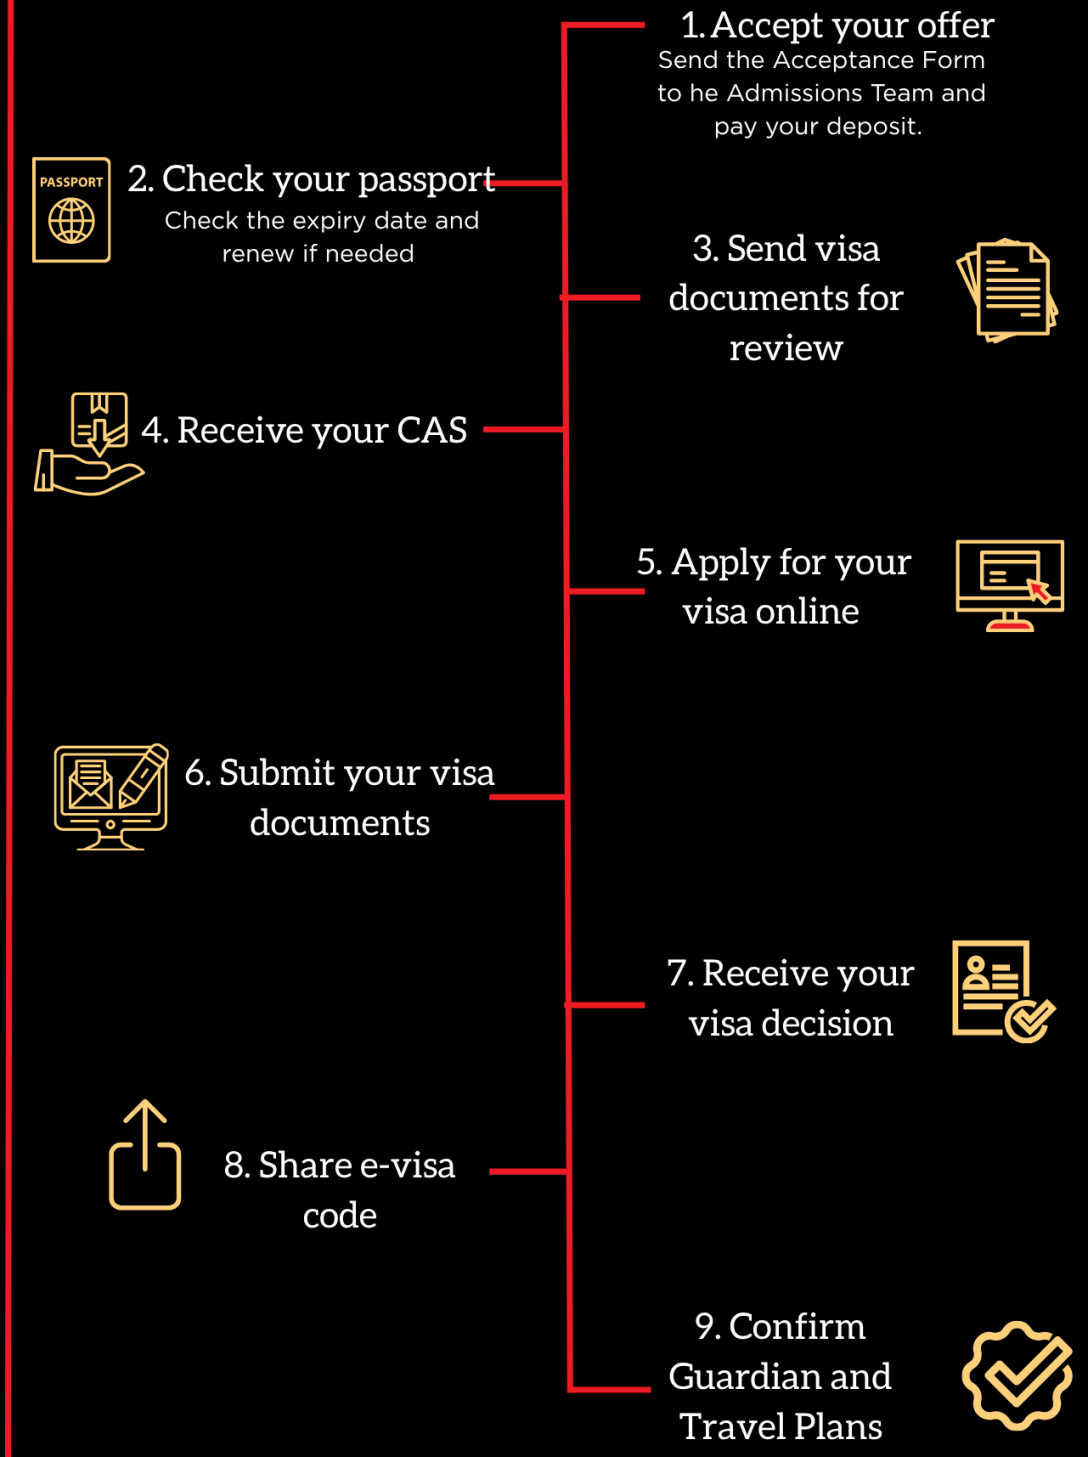 1. Accept your offer
Send the Acceptance Form
to he Admissions Team and
pay your deposit.
PASSPORT
2. Check your passport
Check the expiry date and
renew if needed
3. Send visa
documents for
review
4. Receive your CAS
5. Apply for your
visa online
6. Submit your visa
documents
7. Receive your
visa decision
8. Share e-visa
code
9. Confirm
Guardian and
Travel Plans